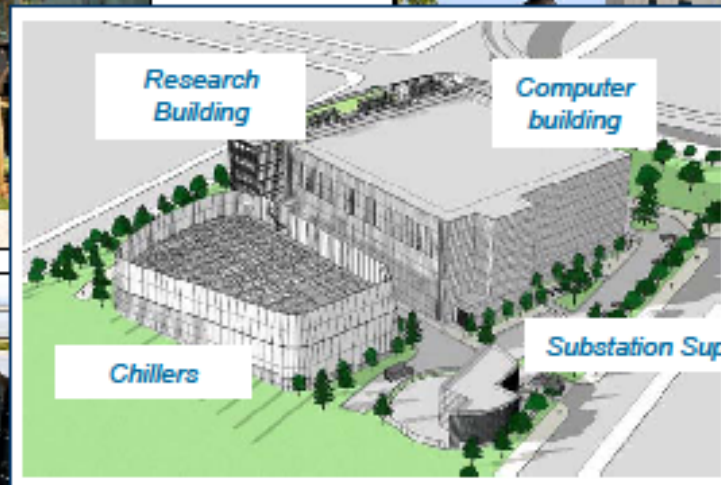 Research
Building
Computer
building
Chillers
Substation Sup